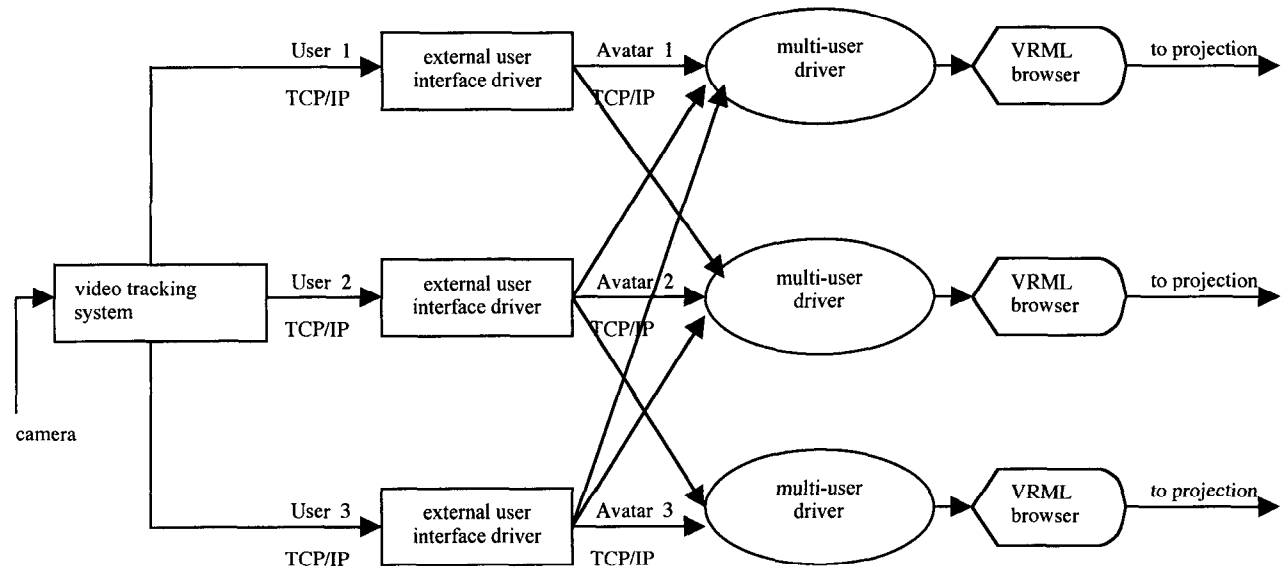 User 1
TCP/IP
external user
interface driver
Avatar 1
TCP/IP
multi-user
driver
VRML
browser
to projection
video tracking
system
camera
User 2
TCP/IP
external user
interface driver
Avatar 2
TCP/IP
multi-user
driver
VRML
browser
to projection
User 3
TCP/IP
external user
interface driver
Avatar 3
TCP/IP
multi-user
driver
VRML
browser
to projection